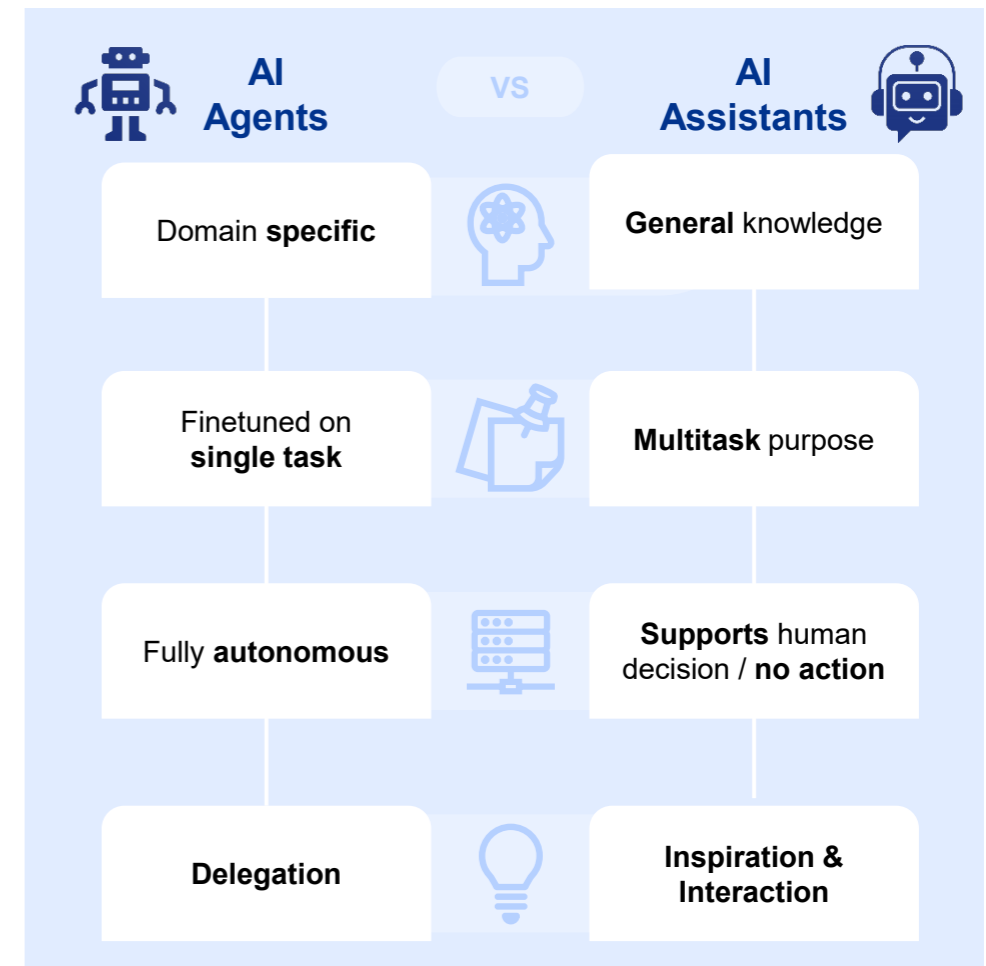 AI
Agents
VS
AI
Assistants
Domain specific
General knowledge
Finetuned on
single task
Multitask purpose
Fully autonomous
Supports human
decision / no action
Delegation
Inspiration &
Interaction